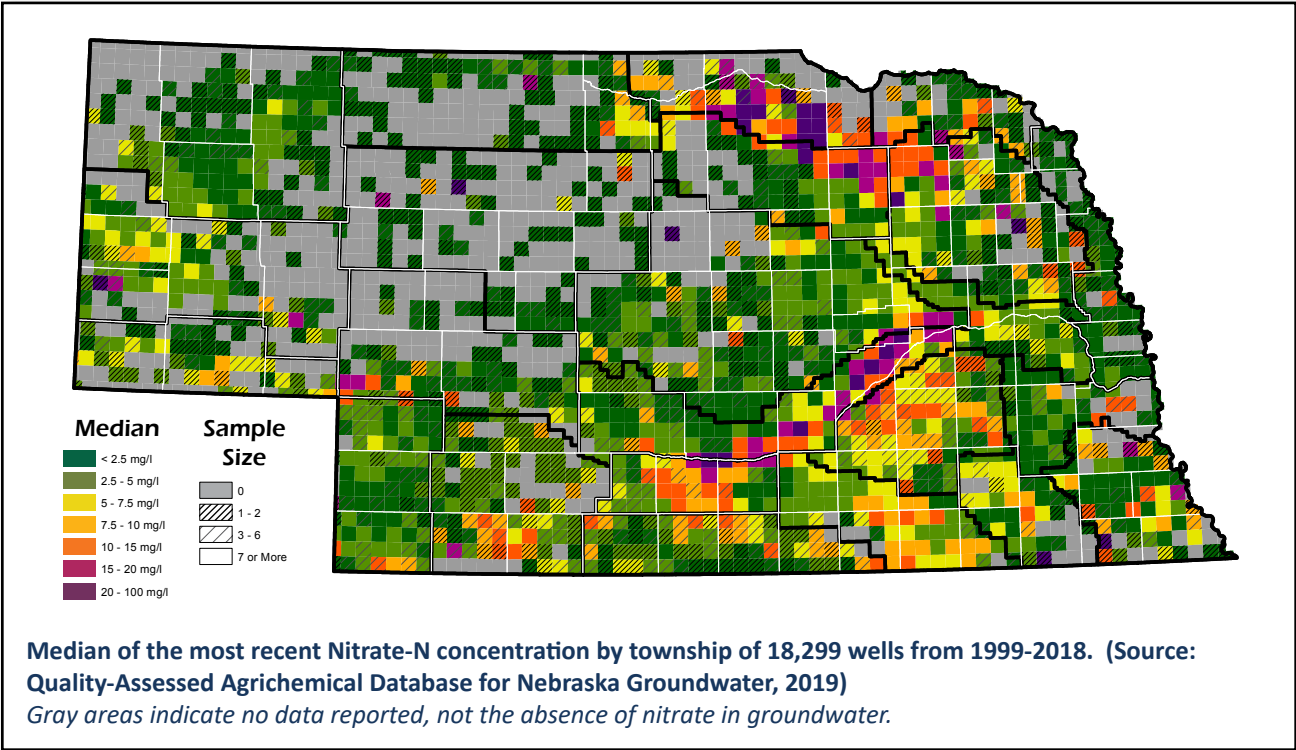 Median
< 2.5 mg/l
2.5 - 5 mg/l
5 - 7.5 mg/l
7.5 - 10 mg/l
10 - 15 mg/l
15 - 20 mg/l
20 - 100 mg/l
Sample
Size
0
1 - 2
3 - 6
7 or More
Median of the most recent Nitrate-N concentration by township of 18,299 wells from 1999-2018. (Source:
Quality-Assessed Agrichemical Database for Nebraska Groundwater, 2019)
Gray areas indicate no data reported, not the absence of nitrate in groundwater.